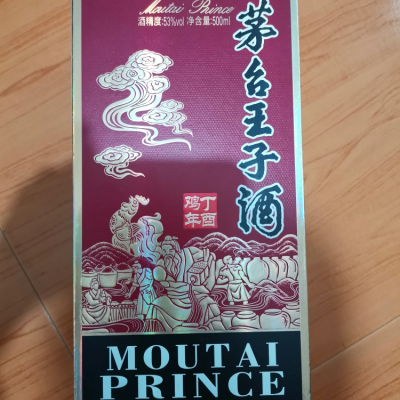 Moutai Prince
酒精度:53%vol 净含量:500ml
茅台王子酒
丁酉
鸡年
MOUTAI
PRINCE